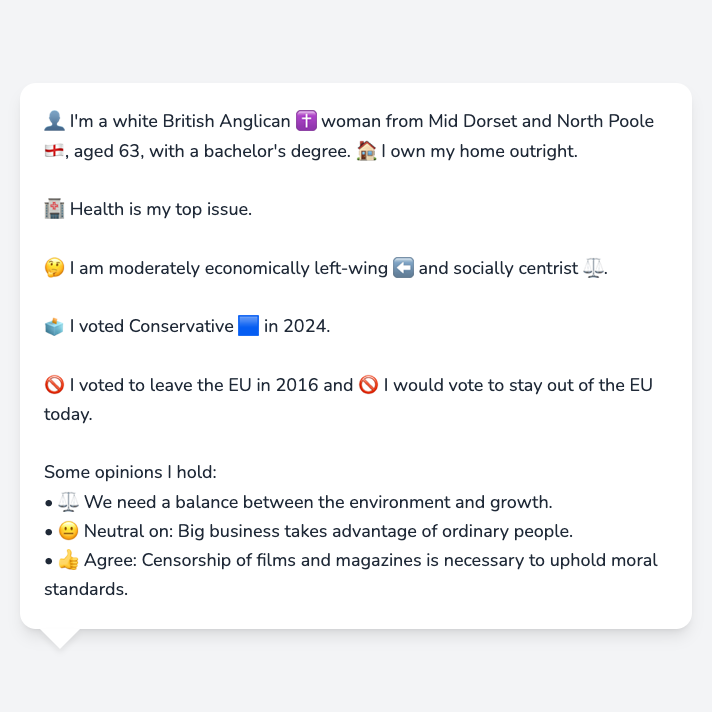 👤 I'm a white British Anglican ✝️ woman from Mid Dorset and North Poole
🏴󠁧󠁢󠁥󠁮󠁧󠁿, aged 63, with a bachelor's degree. 🏠 I own my home outright.
🏥 Health is my top issue.
🤔 I am moderately economically left-wing ⬅️ and socially centrist ⚖️.
🗳️ I voted Conservative 🟦 in 2024.
🚫 I voted to leave the EU in 2016 and 🚫 I would vote to stay out of the EU
today.
Some opinions I hold:
• ⚖️ We need a balance between the environment and growth.
• 😐 Neutral on: Big business takes advantage of ordinary people.
• 👍 Agree: Censorship of films and magazines is necessary to uphold moral
standards.